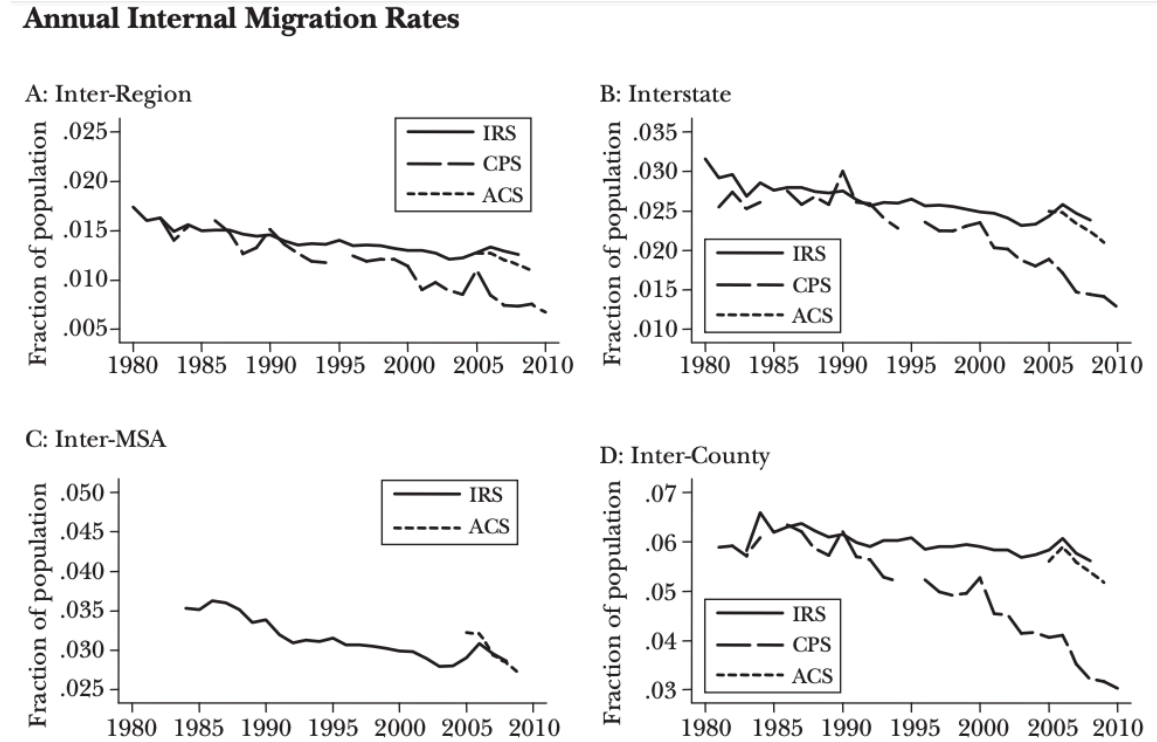 Annual Internal Migration Rates
A: Inter-Region
Fraction of population
.025
.020
.015
.010
.005
IRS
CPS
ACS
1980 1985 1990 1995 2000 2005 2010
B: Interstate
Fraction of population
.035
.030
.025
.020
.015
.010
IRS
CPS
ACS
1980 1985 1990 1995 2000 2005 2010
C: Inter-MSA
Fraction of population
.050
.045
.040
.035
.030
.025
IRS
ACS
1980 1985 1990 1995 2000 2005 2010
D: Inter-County
Fraction of population
.07
.06
.05
.04
.03
IRS
CPS
ACS
1980 1985 1990 1995 2000 2005 2010